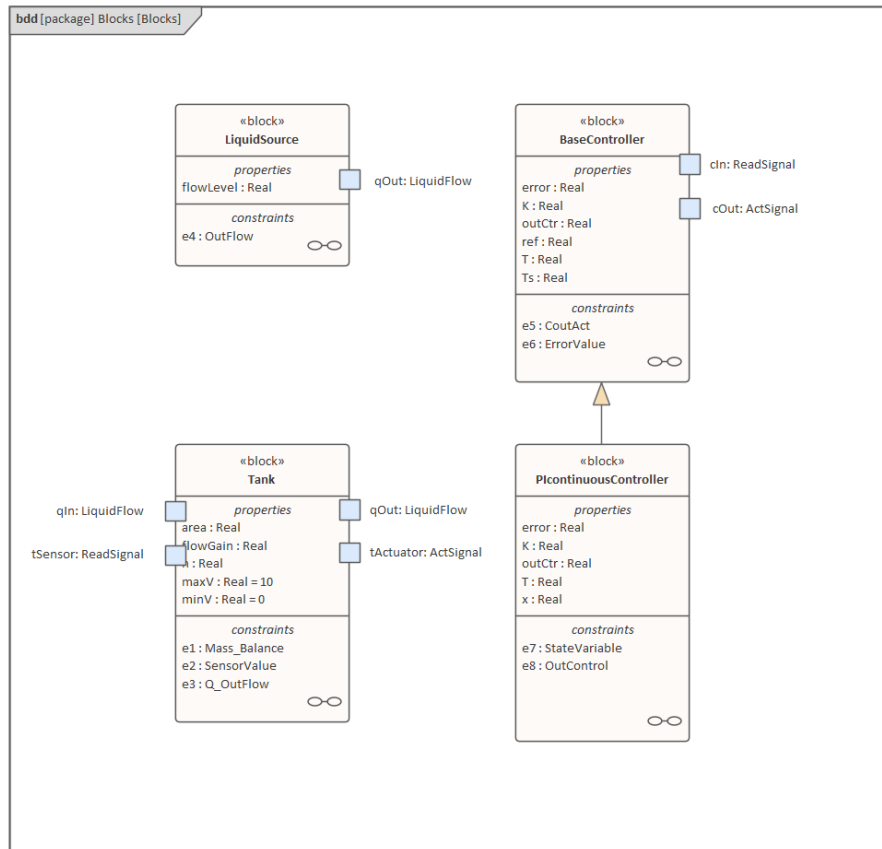 bdd [package] Blocks [Blocks]
«block»
LiquidSource
properties
flowLevel : Real
constraints
e4 : OutFlow
qOut: LiquidFlow
«block»
BaseController
properties
error : Real
K : Real
outCtr : Real
ref : Real
T : Real
Ts : Real
constraints
e5 : CoutAct
e6 : ErrorValue
cIn: ReadSignal
cOut: ActSignal
qIn: LiquidFlow
tSensor: ReadSignal
«block»
Tank
properties
area : Real
flowGain : Real
: Real
maxV : Real = 10
minV : Real = 0
constraints
e1 : Mass_Balance
e2 : SensorValue
e3 : Q_OutFlow
qOut: LiquidFlow
tActuator: ActSignal
«block»
PIcontinuousController
properties
error : Real
K : Real
outCtr : Real
T : Real
x : Real
constraints
e7 : StateVariable
e8 : OutControl